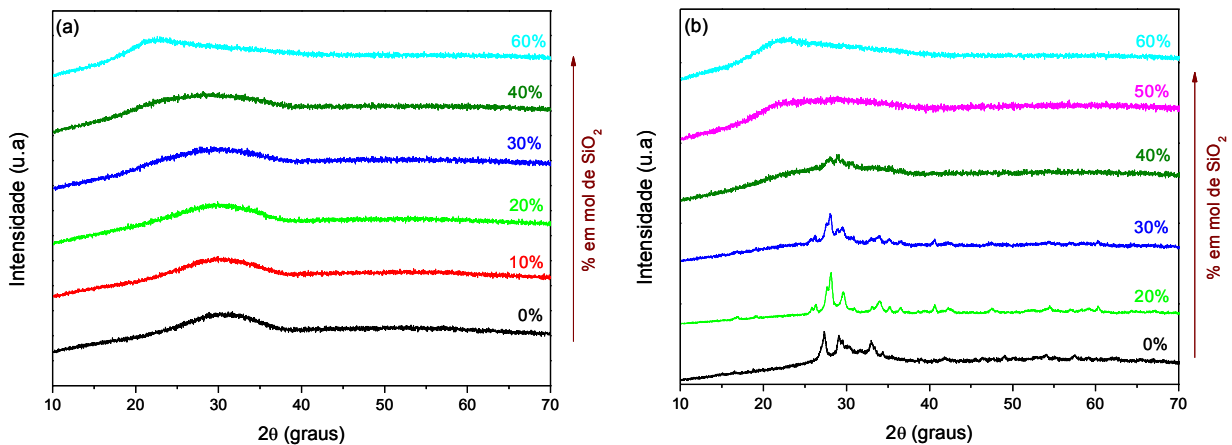 (a)
60%
40%
30%
20%
10%
0%
Intensidade (u.a)
% em mol de SiO2
10 20 30 40 50 60 70
2θ (graus)
(b)
60%
50%
40%
30%
20%
0%
Intensidade (u.a)
% em mol de SiO2
10 20 30 40 50 60 70
2θ (graus)